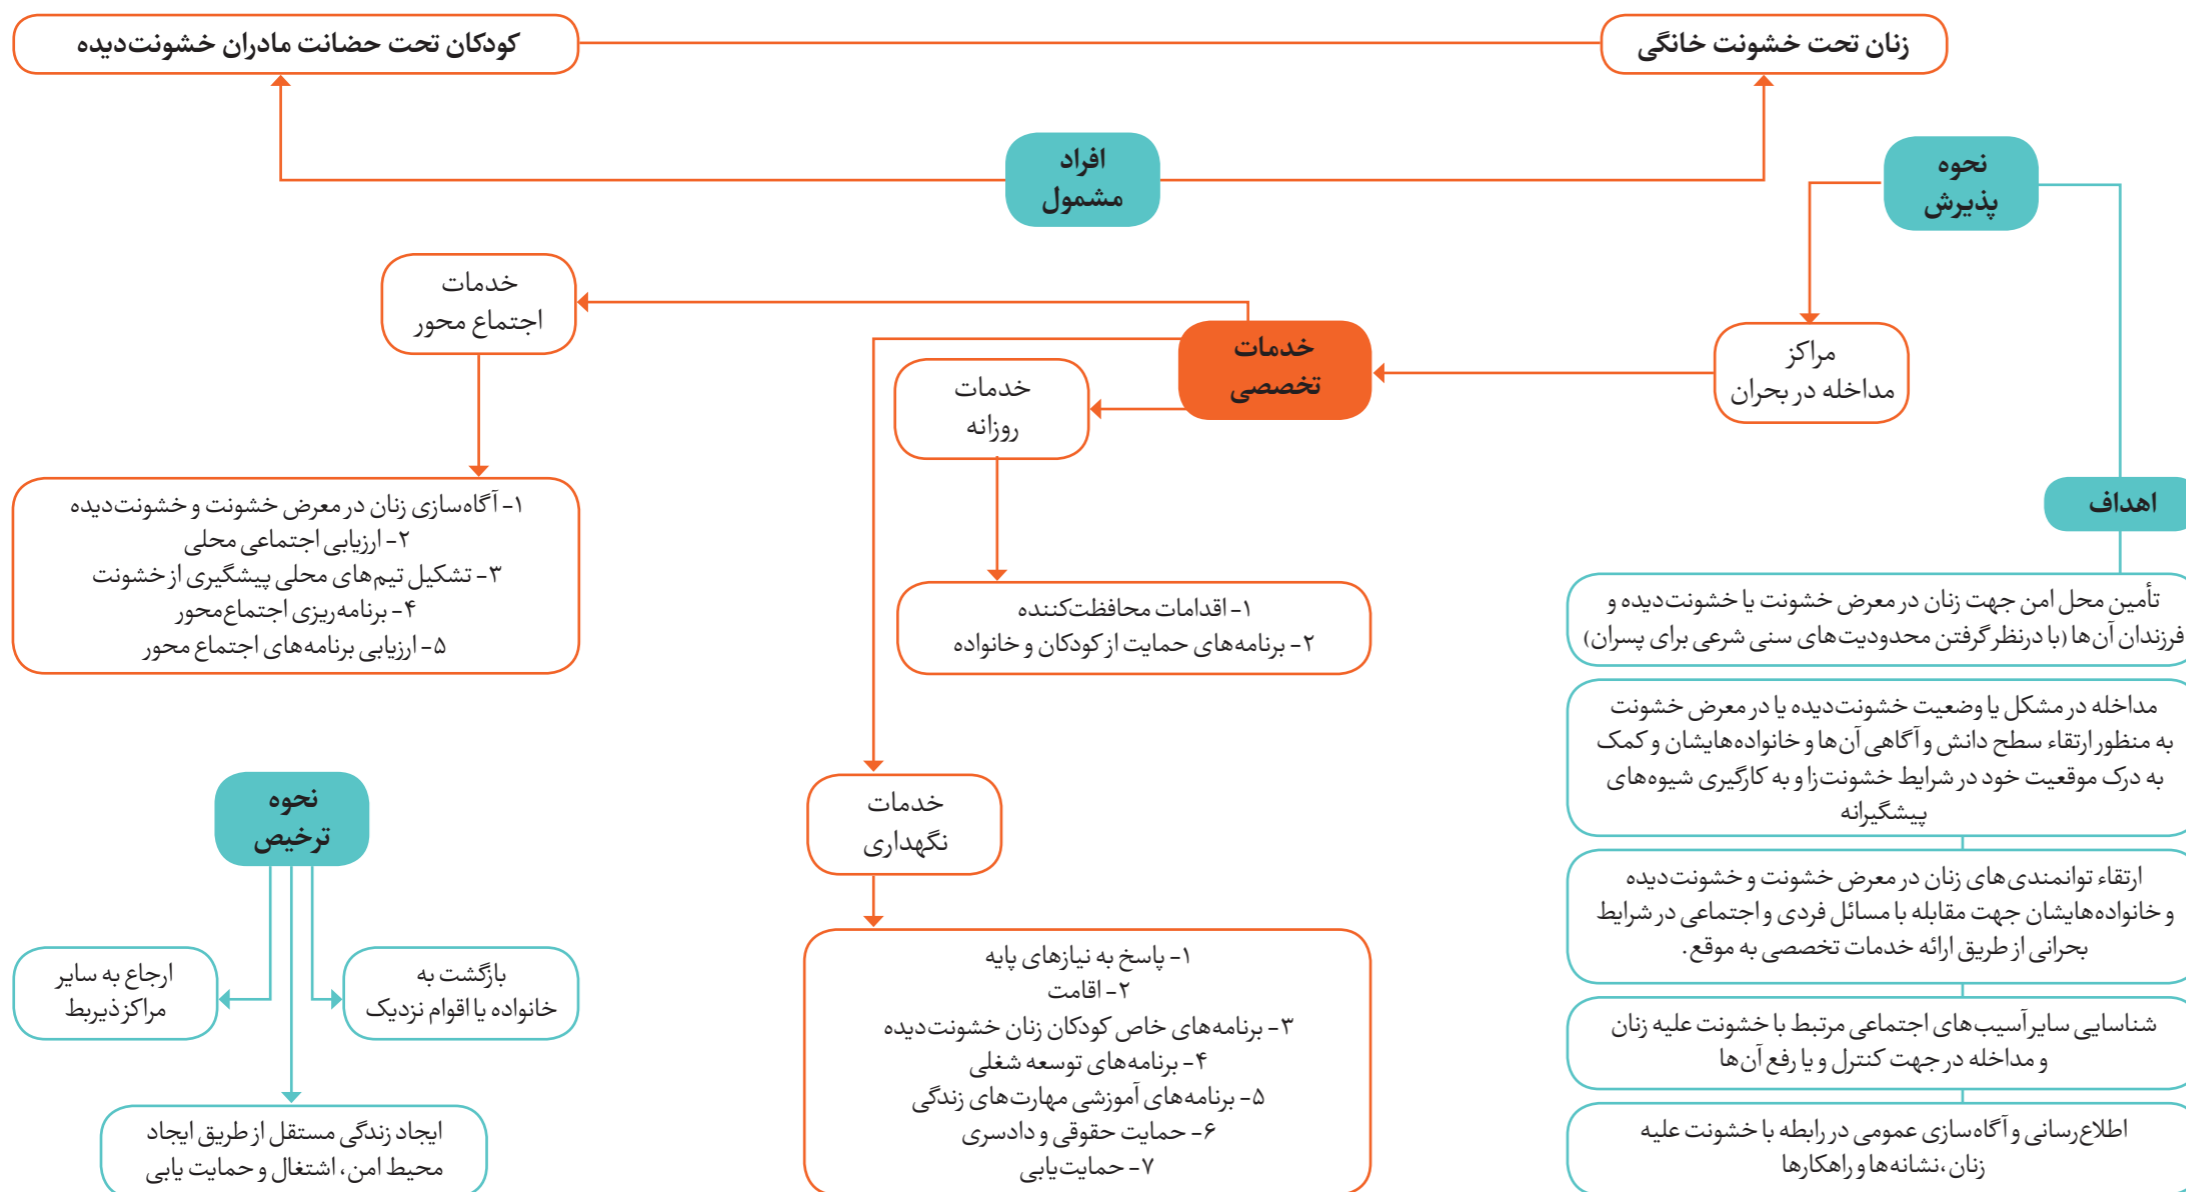 زنان تحت خشونت خانگی
کودکان تحت حضانت مادران خشونت‌دیده
افراد
مشمول
نحوه
پذیرش
مراکز
مداخله در بحران
خدمات
تخصصی
خدمات
اجتماع محور
۱- آگاه‌سازی زنان در معرض خشونت و خشونت‌دیده
۲- ارزیابی اجتماعی محلی
۳- تشکیل تیم‌های محلی پیشگیری از خشونت
۴- برنامه‌ریزی اجتماع‌محور
۵- ارزیابی برنامه‌های اجتماع محور
خدمات
روزانه
۱- اقدامات محافظت‌کننده
۲- برنامه‌های حمایت از کودکان و خانواده
خدمات
نگهداری
۱- پاسخ به نیازهای پایه
۲- اقامت
۳- برنامه‌های خاص کودکان زنان خشونت‌دیده
۴- برنامه‌های توسعه شغلی
۵- برنامه‌های آموزشی مهارت‌های زندگی
۶- حمایت حقوقی و دادسری
۷- حمایت‌یابی
اهداف
تأمین محل امن جهت زنان در معرض خشونت یا خشونت‌دیده و
فرزندان آن‌ها (با درنظر گرفتن محدودیت‌های سنی شرعی برای پسران)
مداخله در مشکل یا وضعیت خشونت‌دیده یا در معرض خشونت
به منظور ارتقاء سطح دانش و آگاهی آن‌ها و خانواده‌هایشان و کمک
به درک موقعیت خود در شرایط خشونت‌زا و به کارگیری شیوه‌های
پیشگیرانه
ارتقاء توانمندی‌های زنان در معرض خشونت و خشونت‌دیده
و خانواده‌هایشان جهت مقابله با مسائل فردی و اجتماعی در شرایط
بحرانی از طریق ارائه خدمات تخصصی به موقع.
شناسایی سایر آسیب‌های اجتماعی مرتبط با خشونت علیه زنان
و مداخله در جهت کنترل و یا رفع آن‌ها
اطلاع‌رسانی و آگاه‌سازی عمومی در رابطه با خشونت علیه
زنان، نشانه‌ها و راهکارها
نحوه
ترخیص
بازگشت به
خانواده یا اقوام نزدیک
ارجاع به سایر
مراکز ذیربط
ایجاد زندگی مستقل از طریق ایجاد
محیط امن، اشتغال و حمایت یابی